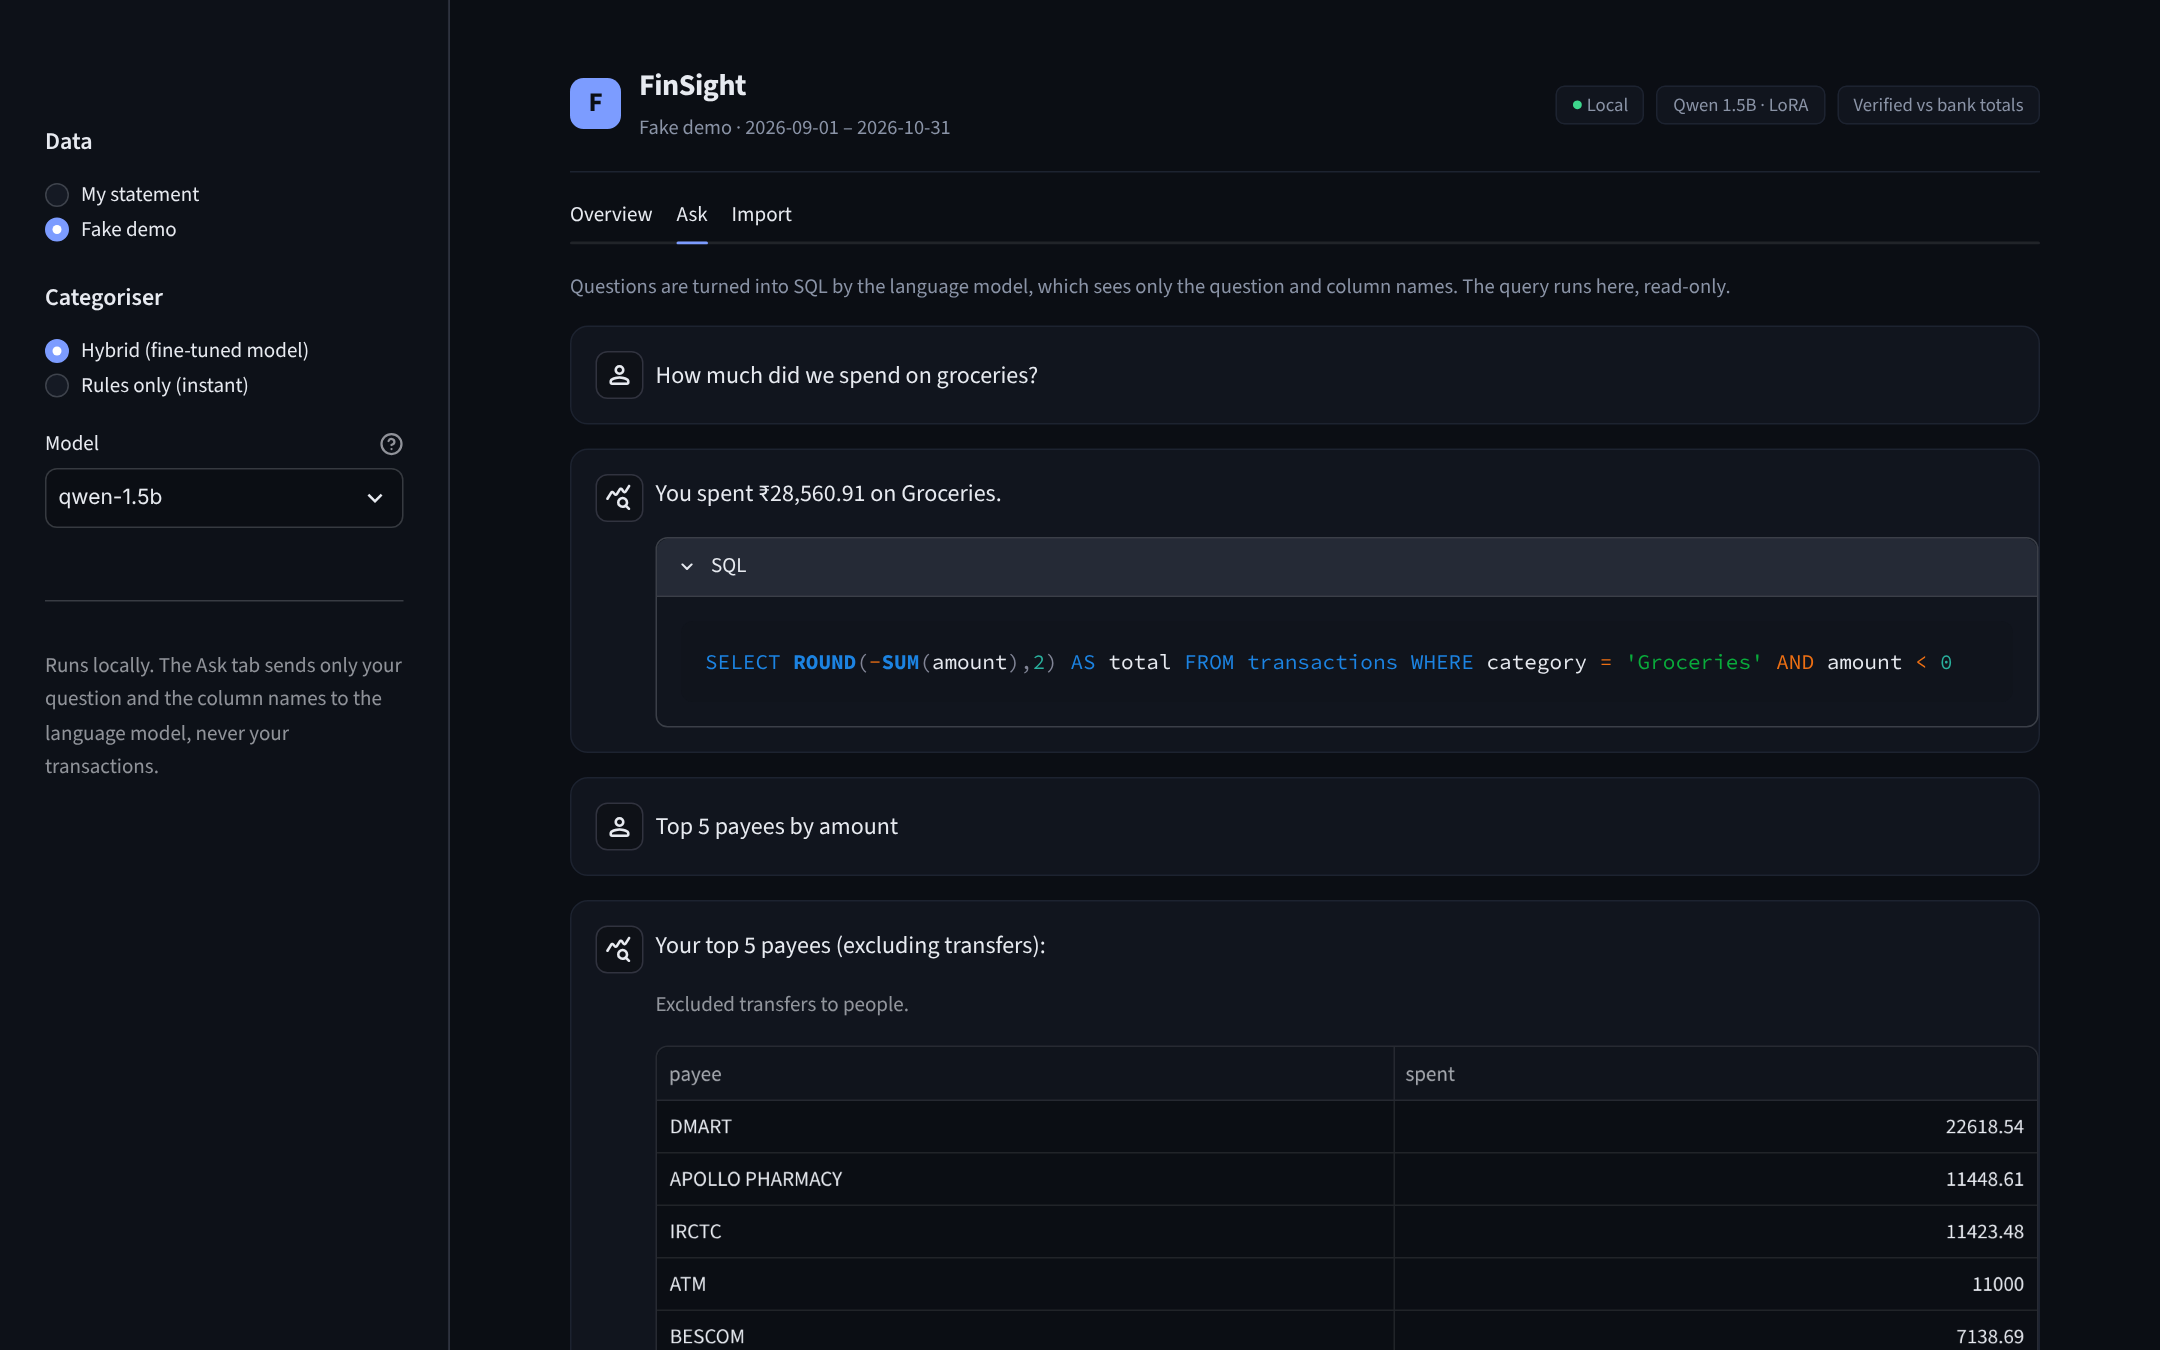 Data
My statement
Fake demo
Categoriser
Hybrid (fine-tuned model)
Rules only (instant)
Model
qwen-1.5b
Runs locally. The Ask tab sends only your
question and the column names to the
language model, never your
transactions.
F
FinSight
Fake demo · 2026-09-01 – 2026-10-31
Local
Qwen 1.5B · LoRA
Verified vs bank totals
Overview Ask Import
Questions are turned into SQL by the language model, which sees only the question and column names. The query runs here, read-only.
How much did we spend on groceries?
You spent ₹28,560.91 on Groceries.
SQL
SELECT ROUND(-SUM(amount),2) AS total FROM transactions WHERE category = 'Groceries' AND amount < 0
Top 5 payees by amount
Your top 5 payees (excluding transfers):
Excluded transfers to people.
payee spent
DMART 22618.54
APOLLO PHARMACY 11448.61
IRCTC 11423.48
ATM 11000
BESCOM 7138.69